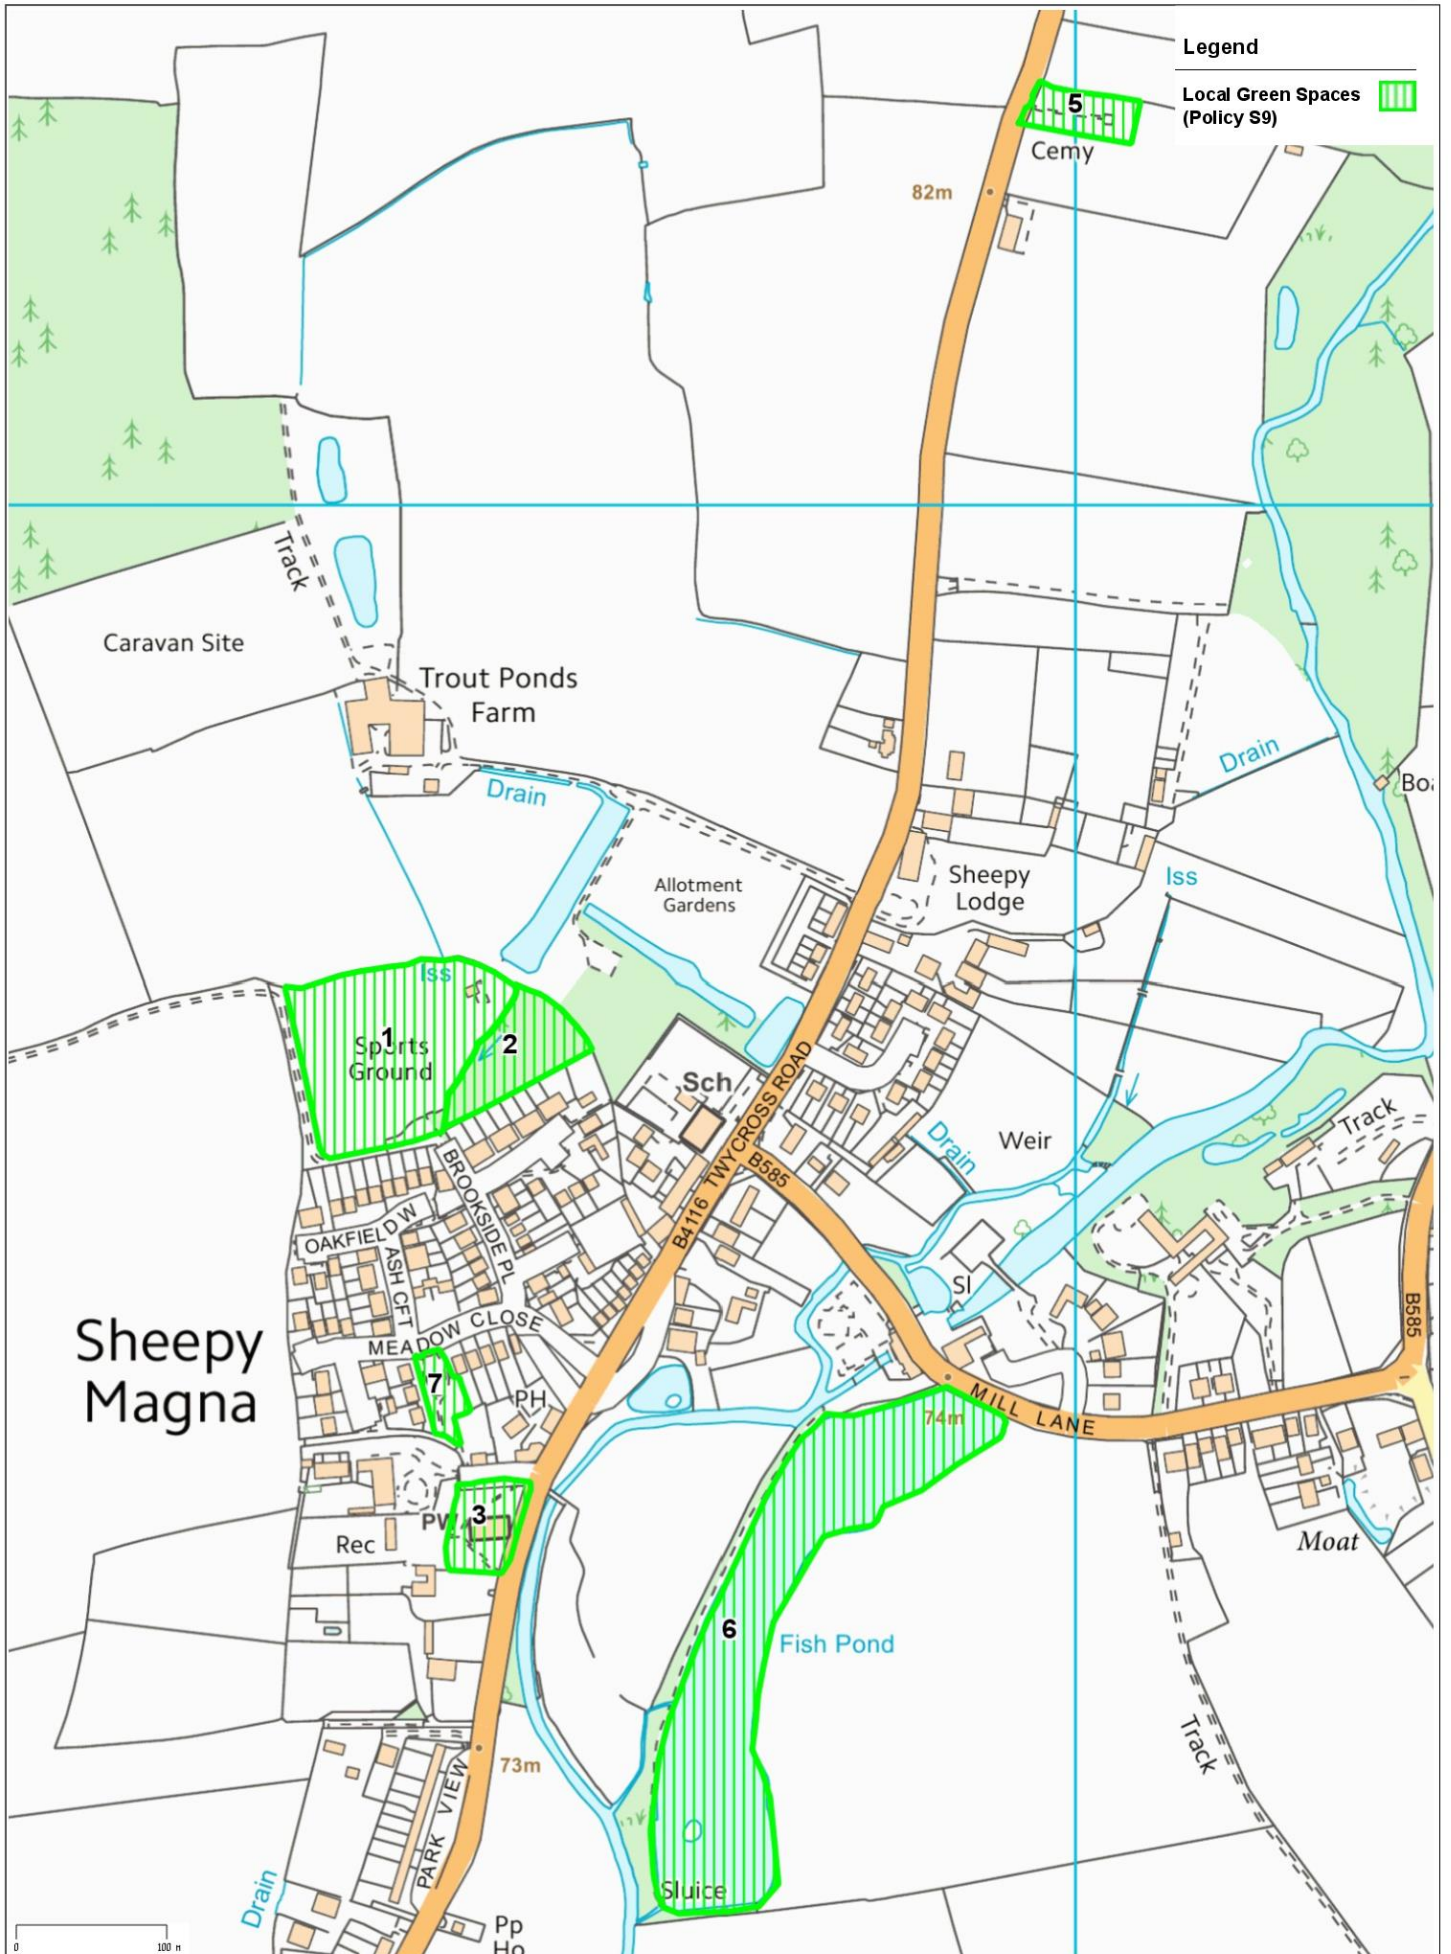 Legend
Local Green Spaces
(Policy S9)
5
Cemy
82m
Track
Caravan Site
Trout Ponds
Farm
Drain
Drain
Boa
Allotment
Gardens
Sheepy
Lodge
Iss
Iss
1
Sports
Ground
2
Sch
B4116 TWYCROSS ROAD
B585
Drain
Weir
Track
OAKFIELD W
ASH CFT
BROOKSIDE PL
MEADOW CLOSE
Sl
B585
Sheepy
Magna
7
PH
74m
MILL LANE
3
PW
Rec
Moat
6
Fish Pond
Track
73m
PARK VIEW
Sluice
Drain
Pp
Ho
0
100 M